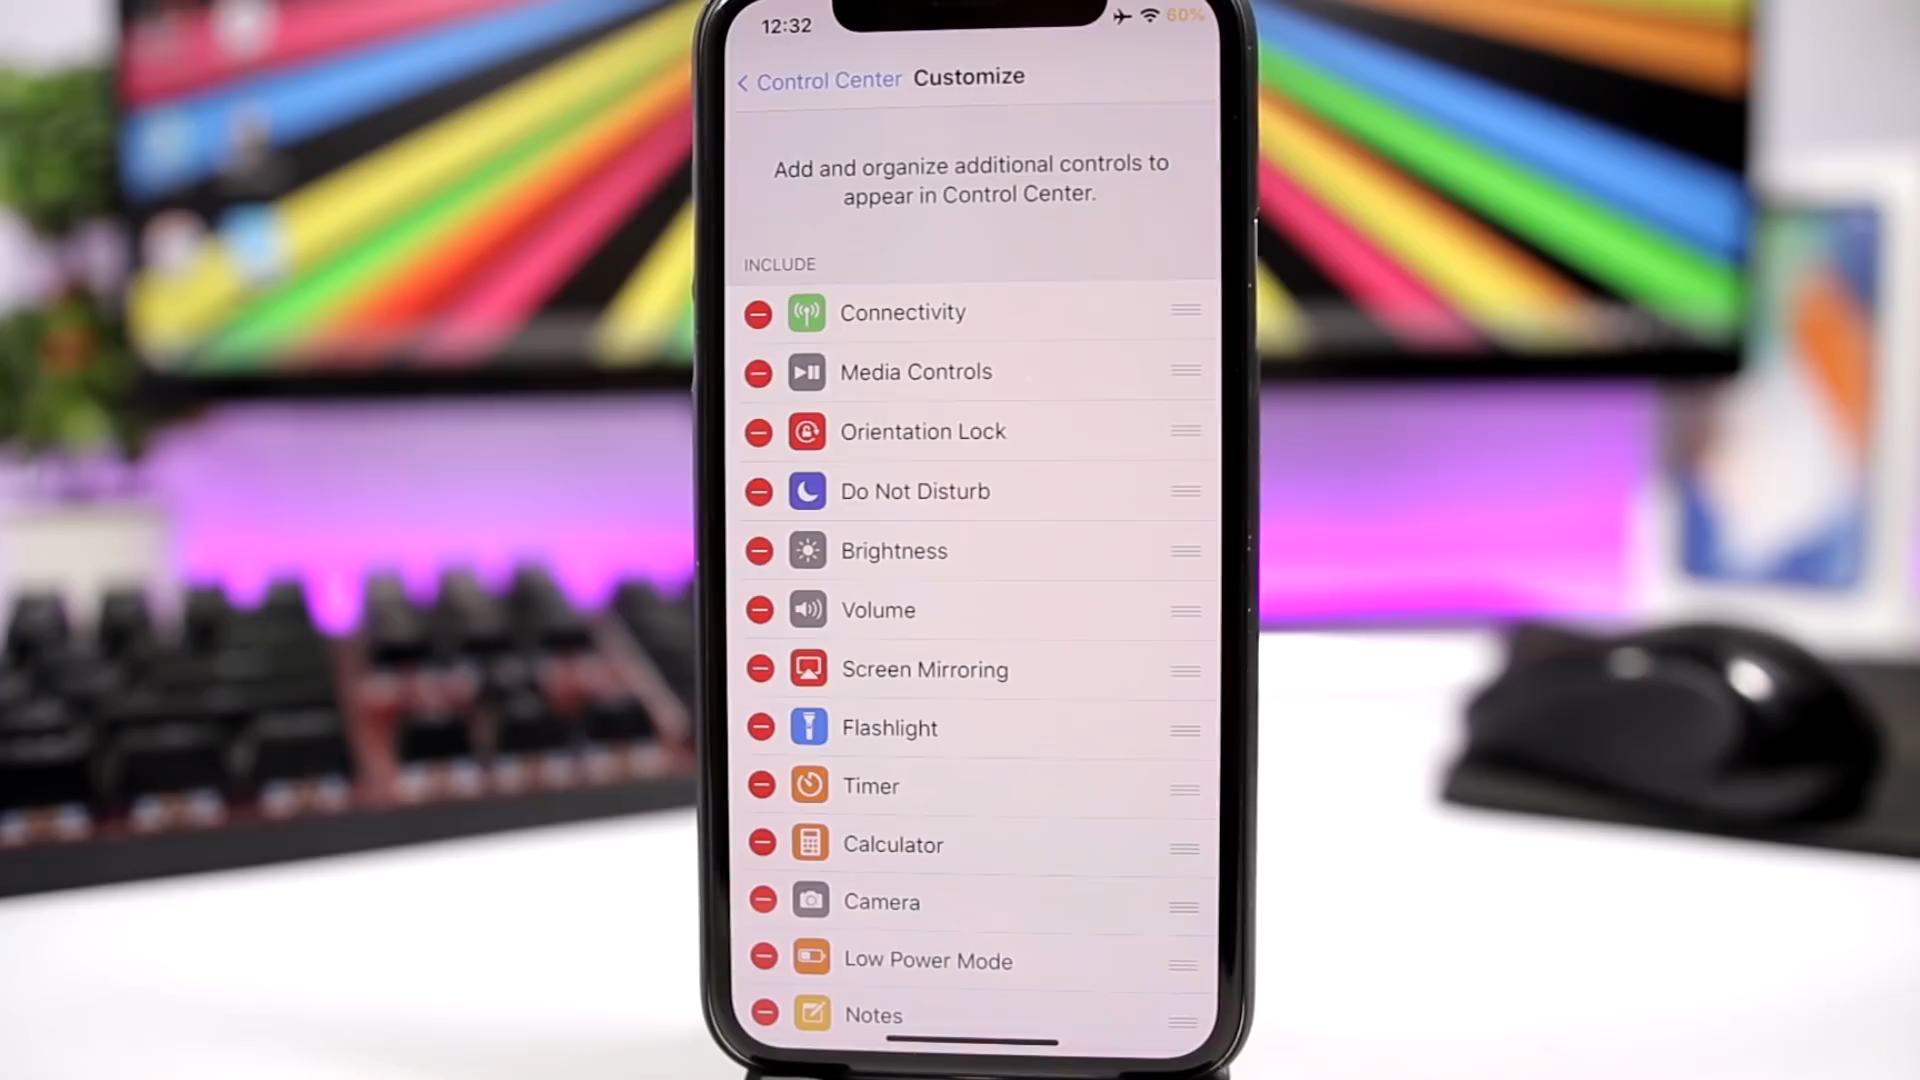 12:32
60%
Control Center Customize
Add and organize additional controls to
appear in Control Center.
INCLUDE
Connectivity
Media Controls
Orientation Lock
Do Not Disturb
Brightness
Volume
Screen Mirroring
Flashlight
Timer
Calculator
Camera
Low Power Mode
Notes